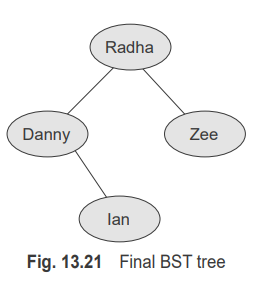 Radha
Danny
Zee
Ian
Fig. 13.21 Final BST tree